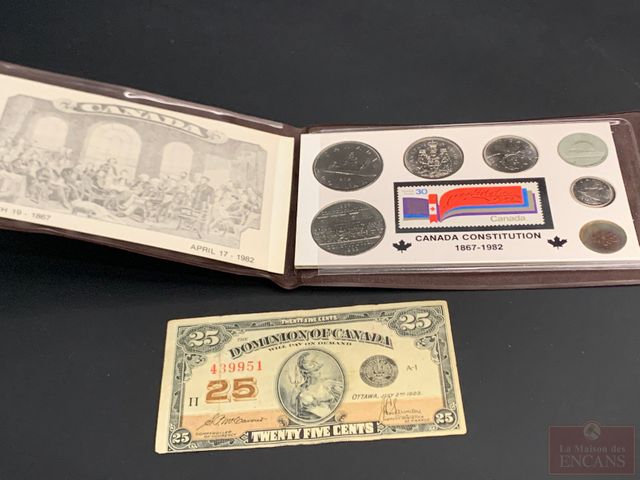 CANADA
H 19 - 1867
APRIL 17 - 1982
30
Canada
CANADA CONSTITUTION
1867-1982
25
TWENTY FIVE CENTS
25
THE
DOMINION OF CANADA
WILL PAY ON DEMAND
439951
A-1
25
H
OTTAWA, JULY 2ND 1923.
25
TWENTY FIVE CENTS
25
La Maison des
ENCANS